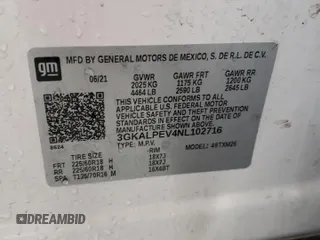 gm
MFD BY GENERAL MOTORS DE MEXICO, S. DE R.L. DE C.V.
06/21
GVWR GAWR FRT GAWR RR
2025 KG 1175 KG 1200 KG
4464 LB 2590 LB 2645 LB
THIS VEHICLE CONFORMS TO ALL APPLICABLE
U.S. FEDERAL MOTOR VEHICLE SAFETY AND
THEFT PREVENTION STANDARDS IN EFFECT ON THE
DATE OF MANUFACTURE SHOWN ABOVE.
3GKALPEV4NL102716
TYPE: M.P.V. MODEL:
TIRE SIZE RIM
FRT 225/60R18 H 18X7J
RR 225/60R18 H 18X7J
SPA T135/70R16 M 16X4BT
DREAMBID